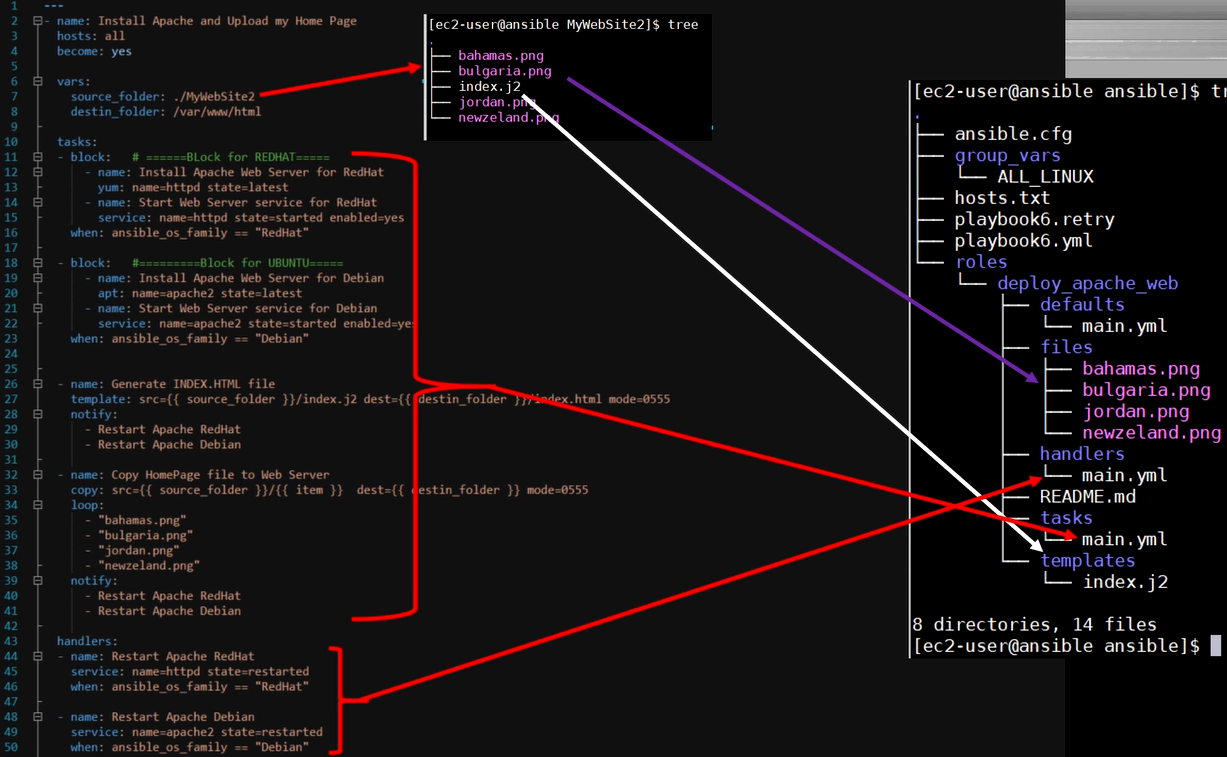 ---
- name: Install Apache and Upload my Home Page
hosts: all
become: yes
vars:
source_folder: ./MyWebSite2
destin_folder: /var/www/html
tasks:
- block:   # ======BLock for REDHAT=====
- name: Install Apache Web Server for RedHat
yum: name=httpd state=latest
- name: Start Web Server service for RedHat
service: name=httpd state=started enabled=yes
when: ansible_os_family == "RedHat"
- block:   #=========Block for UBUNTU=====
- name: Install Apache Web Server for Debian
apt: name=apache2 state=latest
- name: Start Web Server service for Debian
service: name=apache2 state=started enabled=yes
when: ansible_os_family == "Debian"
- name: Generate INDEX.HTML file
template: src={{ source_folder }}/index.j2 dest={{ destin_folder }}/index.html mode=0555
notify:
- Restart Apache RedHat
- Restart Apache Debian
- name: Copy HomePage file to Web Server
copy: src={{ source_folder }}/{{ item }}  dest={{ destin_folder }} mode=0555
loop:
- "bahamas.png"
- "bulgaria.png"
- "jordan.png"
- "newzeland.png"
notify:
- Restart Apache RedHat
- Restart Apache Debian
handlers:
- name: Restart Apache RedHat
service: name=httpd state=restarted
when: ansible_os_family == "RedHat"
- name: Restart Apache Debian
service: name=apache2 state=restarted
when: ansible_os_family == "Debian"
[ec2-user@ansible MyWebSite2]$ tree
.
bahamas.png
bulgaria.png
index.j2
jordan.png
newzeland.png
[ec2-user@ansible ansible]$ tr
.
ansible.cfg
group_vars
ALL_LINUX
hosts.txt
playbook6.retry
playbook6.yml
roles
deploy_apache_web
defaults
main.yml
files
bahamas.png
bulgaria.png
jordan.png
newzeland.png
handlers
main.yml
README.md
tasks
main.yml
templates
index.j2
8 directories, 14 files
[ec2-user@ansible ansible]$